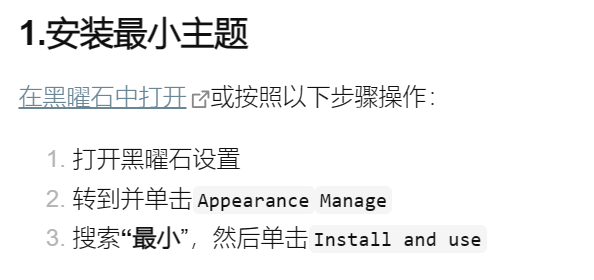 1.安装最小主题
在黑曜石中打开或按照以下步骤操作：
1. 打开黑曜石设置
2. 转到并单击 Appearance Manage
3. 搜索“最小”，然后单击 Install and use